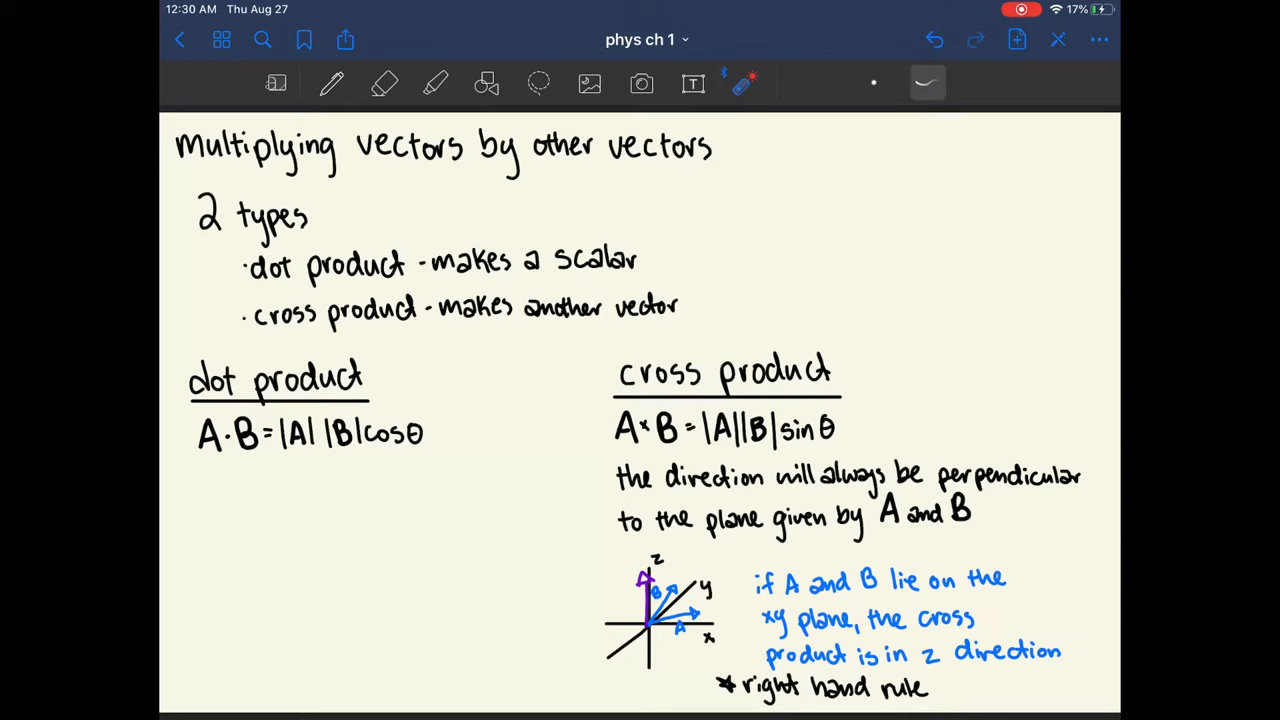 12:30 AM Thu Aug 27
17%
phys ch 1
T
multiplying vectors by other vectors
2 types
·dot product - makes a scalar
·cross product - makes another vector
dot product
A·B=|A| |B|cosθ
cross product
A×B=|A||B|sinθ
the direction will always be perpendicular
to the plane given by A and B
z
B
y
A
x
if A and B lie on the
xy plane, the cross
product is in z direction
*right hand rule